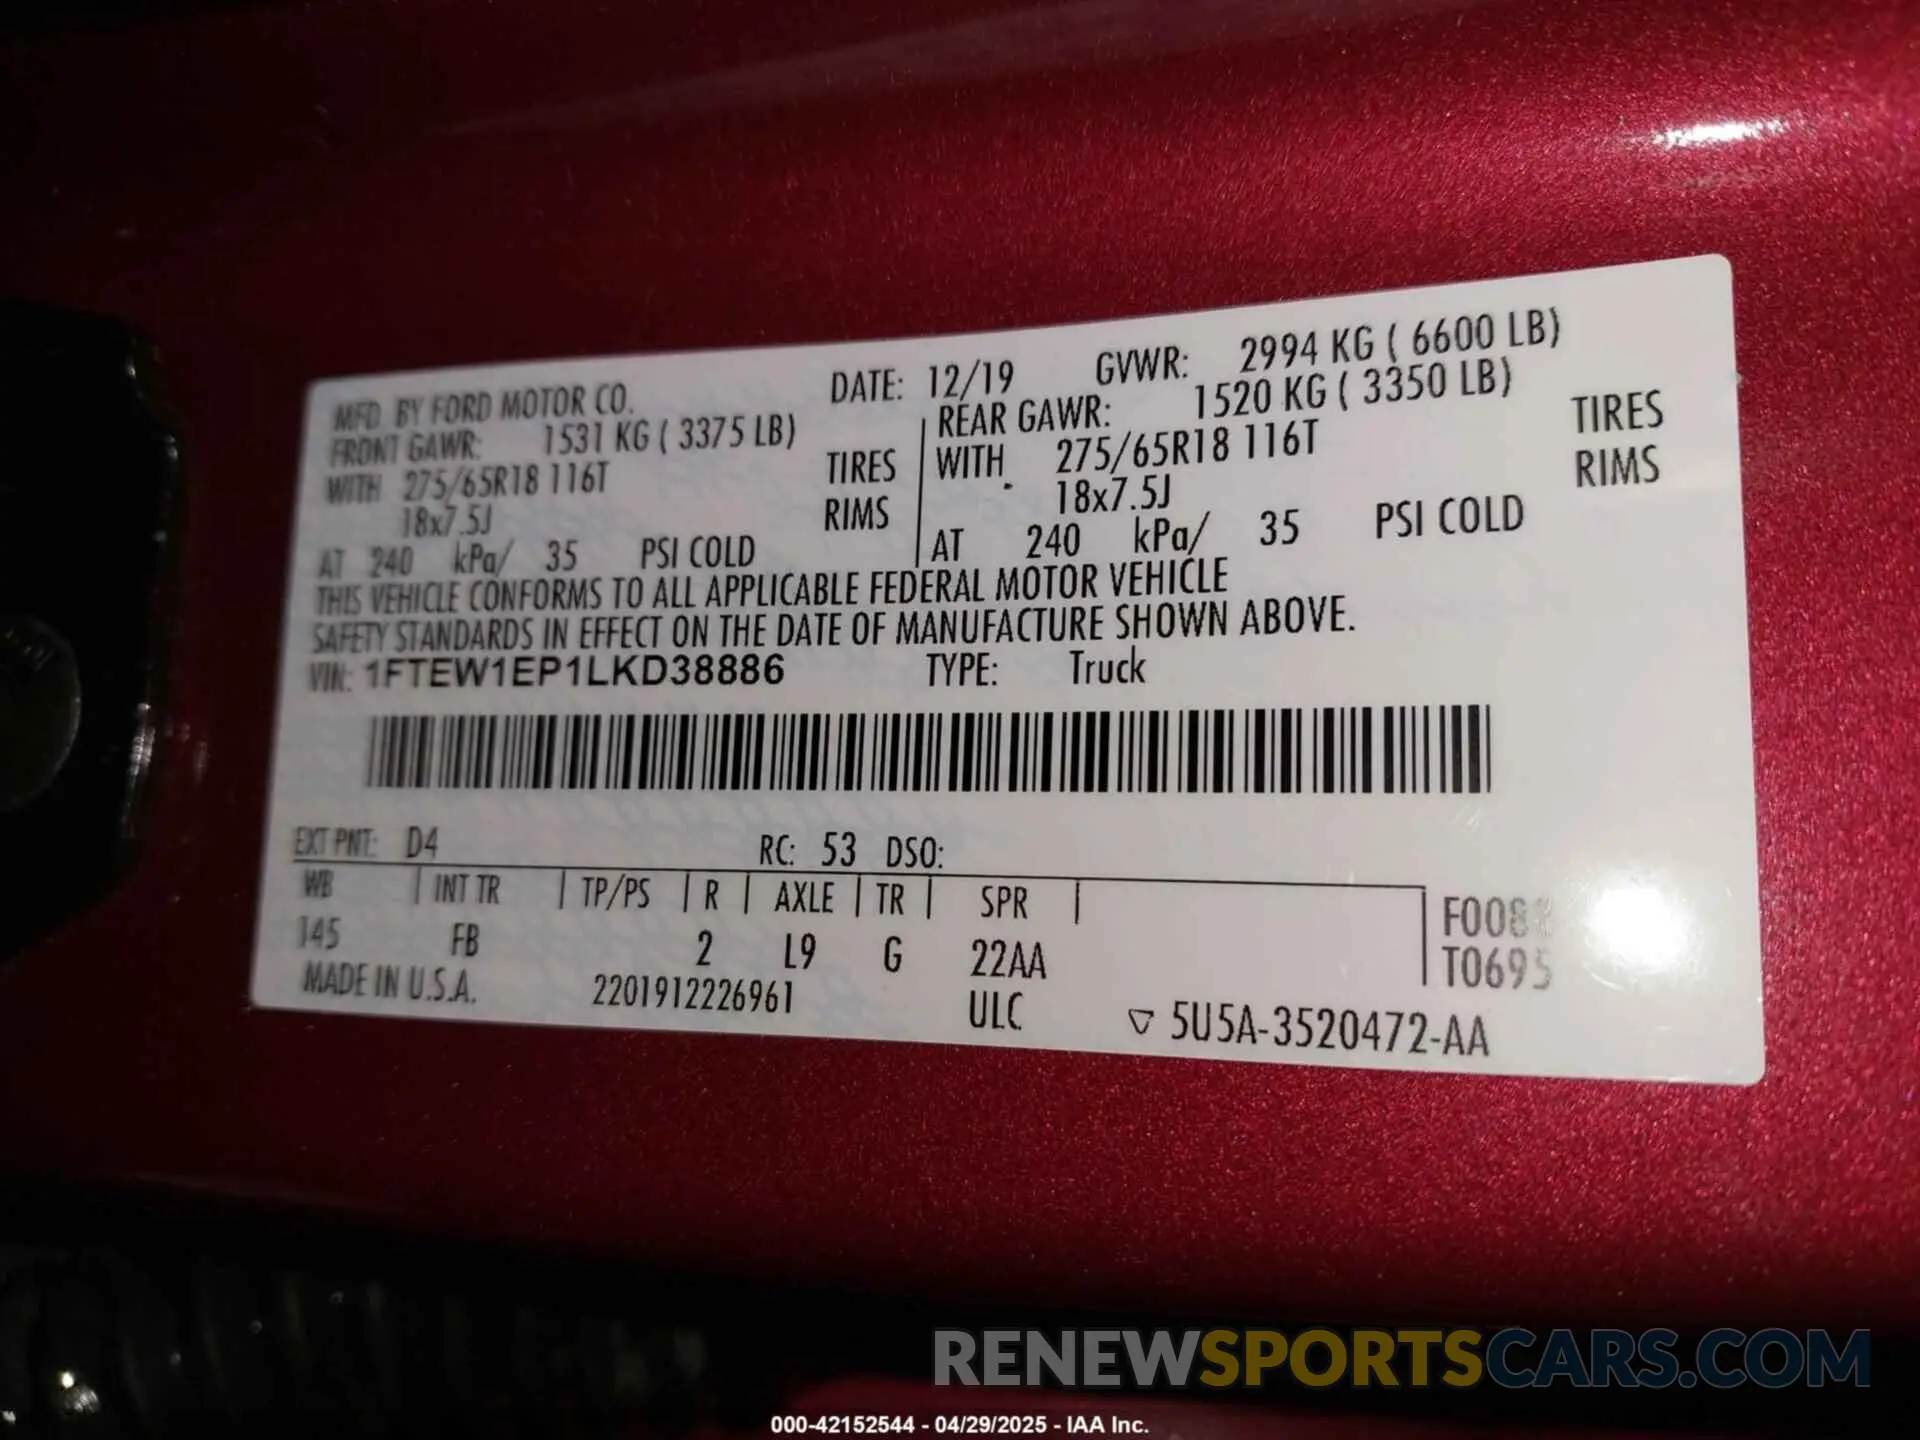 MFD BY FORD MOTOR CO. DATE: 12/19 GVWR: 2994 KG ( 6600 LB)
FRONT GAWR: 1531 KG ( 3375 LB) REAR GAWR: 1520 KG ( 3350 LB)
WITH 275/65R18 116T TIRES WITH 275/65R18 116T TIRES
18x7.5J RIMS 18x7.5J RIMS
AT 240 kPa/ 35 PSI COLD AT 240 kPa/ 35 PSI COLD
THIS VEHICLE CONFORMS TO ALL APPLICABLE FEDERAL MOTOR VEHICLE
SAFETY STANDARDS IN EFFECT ON THE DATE OF MANUFACTURE SHOWN ABOVE.
VIN: 1FTEW1EP1LKD38886 TYPE: Truck
EXT PNT: D4 RC: 53 DSO:
WB INT TR TP/PS R AXLE TR SPR
145 FB 2 L9 G 22AA
T0695
MADE IN U.S.A. 2201912226961 ULC ▽ 5U5A-3520472-AA
RENEWSPORTSCARS.COM
000-42152544 - 04/29/2025 - IAA Inc.